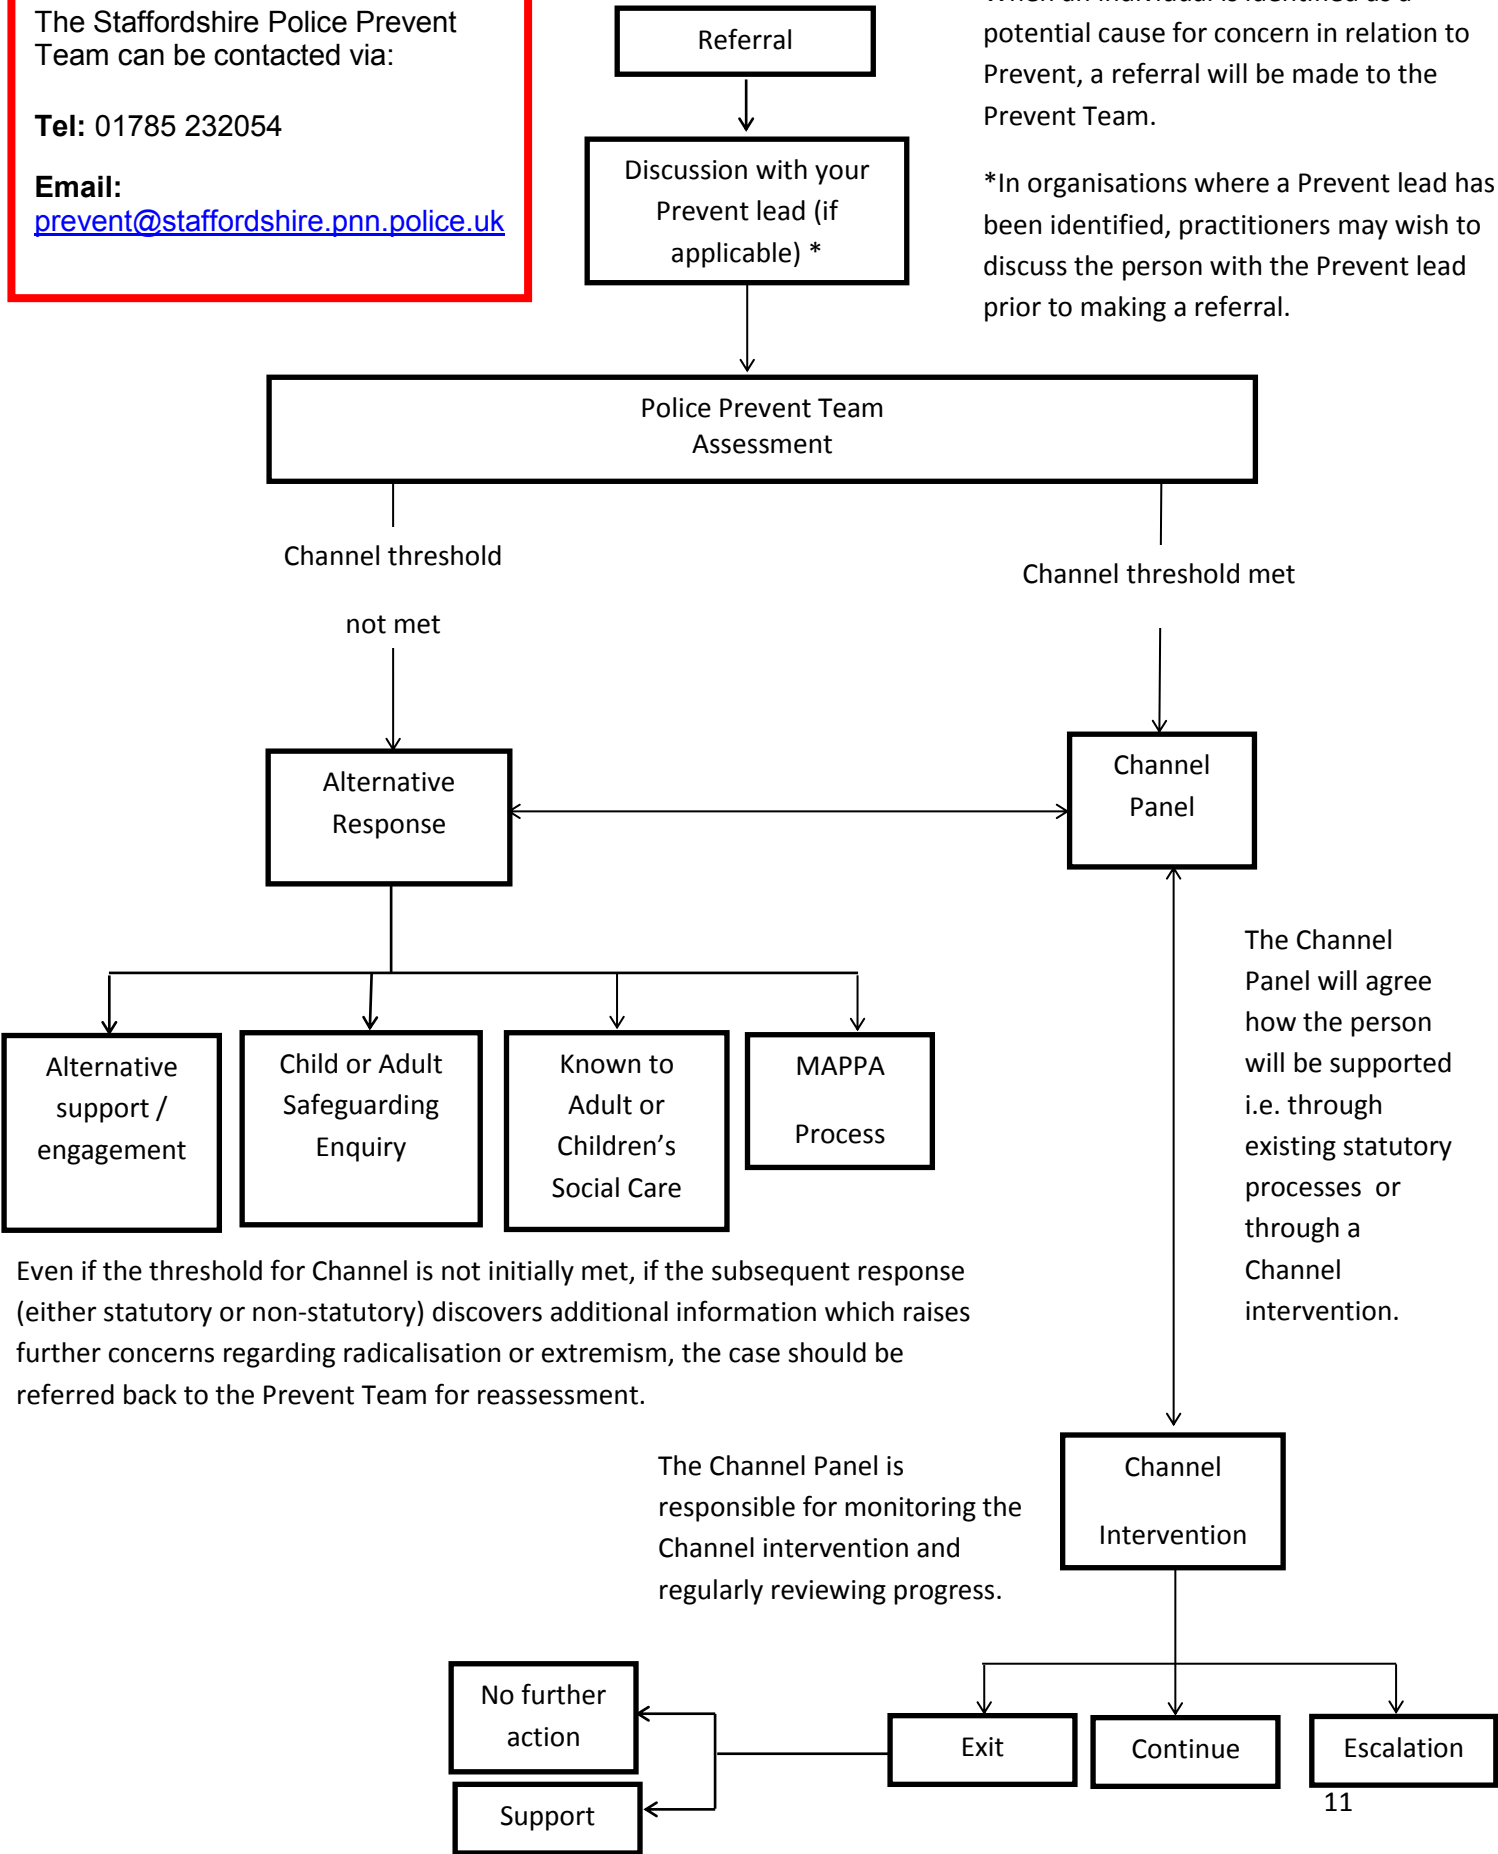 The Staffordshire Police Prevent
Team can be contacted via:
Tel: 01785 232054
Email:
prevent@staffordshire.pnn.police.uk
Referral
potential cause for concern in relation to
Prevent, a referral will be made to the
Prevent Team.
Discussion with your
Prevent lead (if
applicable) *
*In organisations where a Prevent lead has
been identified, practitioners may wish to
discuss the person with the Prevent lead
prior to making a referral.
Police Prevent Team
Assessment
Channel threshold
not met
Channel threshold met
Alternative
Response
Channel
Panel
Alternative
support /
engagement
Child or Adult
Safeguarding
Enquiry
Known to
Adult or
Children’s
Social Care
MAPPA
Process
The Channel
Panel will agree
how the person
will be supported
i.e. through
existing statutory
processes or
through a
Channel
intervention.
Even if the threshold for Channel is not initially met, if the subsequent response
(either statutory or non-statutory) discovers additional information which raises
further concerns regarding radicalisation or extremism, the case should be
referred back to the Prevent Team for reassessment.
The Channel Panel is
responsible for monitoring the
Channel intervention and
regularly reviewing progress.
Channel
Intervention
No further
action
Support
Exit
Continue
Escalation
11